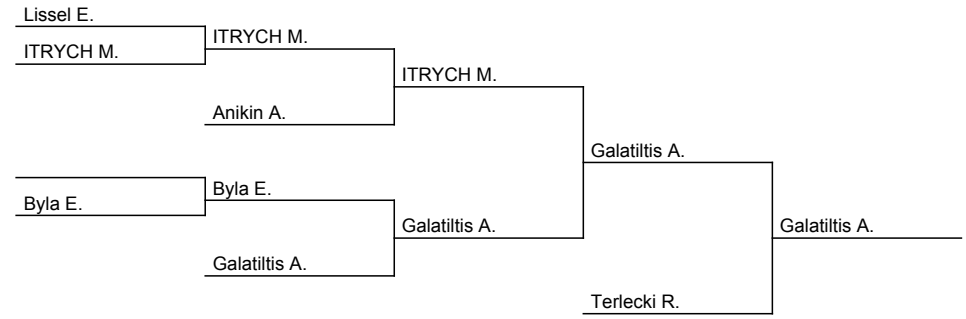 Lissel E.
ITRYCH M.
ITRYCH M.
ITRYCH M.
Anikin A.
Galatiltis A.
Byla E.
Byla E.
Galatiltis A.
Galatiltis A.
Galatiltis A.
Terlecki R.